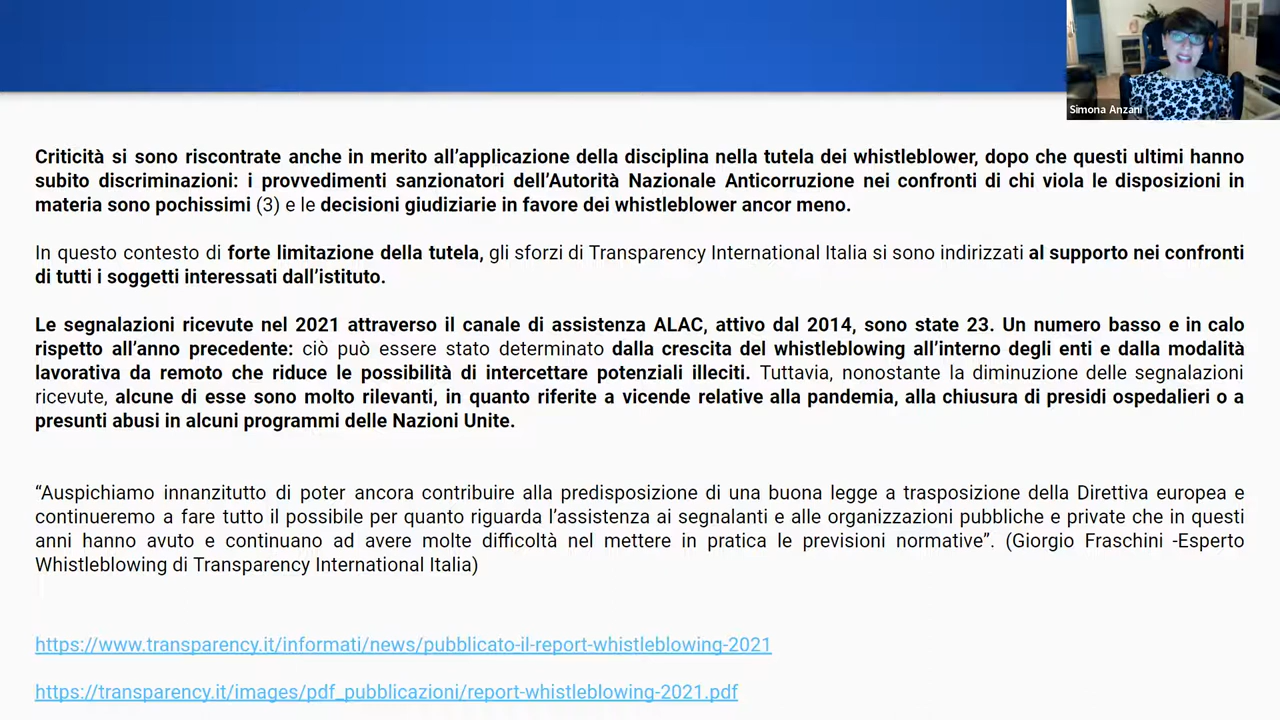 Simona Anzani
Criticità si sono riscontrate anche in merito all’applicazione della disciplina nella tutela dei whistleblower, dopo che questi ultimi hanno
subito discriminazioni: i provvedimenti sanzionatori dell’Autorità Nazionale Anticorruzione nei confronti di chi viola le disposizioni in
materia sono pochissimi (3) e le decisioni giudiziarie in favore dei whistleblower ancor meno.
In questo contesto di forte limitazione della tutela, gli sforzi di Transparency International Italia si sono indirizzati al supporto nei confronti
di tutti i soggetti interessati dall’istituto.
Le segnalazioni ricevute nel 2021 attraverso il canale di assistenza ALAC, attivo dal 2014, sono state 23. Un numero basso e in calo
rispetto all’anno precedente: ciò può essere stato determinato dalla crescita del whistleblowing all’interno degli enti e dalla modalità
lavorativa da remoto che riduce le possibilità di intercettare potenziali illeciti. Tuttavia, nonostante la diminuzione delle segnalazioni
ricevute, alcune di esse sono molto rilevanti, in quanto riferite a vicende relative alla pandemia, alla chiusura di presidi ospedalieri o a
presunti abusi in alcuni programmi delle Nazioni Unite.
“Auspichiamo innanzitutto di poter ancora contribuire alla predisposizione di una buona legge a trasposizione della Direttiva europea e
continueremo a fare tutto il possibile per quanto riguarda l’assistenza ai segnalanti e alle organizzazioni pubbliche e private che in questi
anni hanno avuto e continuano ad avere molte difficoltà nel mettere in pratica le previsioni normative”. (Giorgio Fraschini -Esperto
Whistleblowing di Transparency International Italia)
https://www.transparency.it/informati/news/pubblicato-il-report-whistleblowing-2021
https://transparency.it/images/pdf_pubblicazioni/report-whistleblowing-2021.pdf